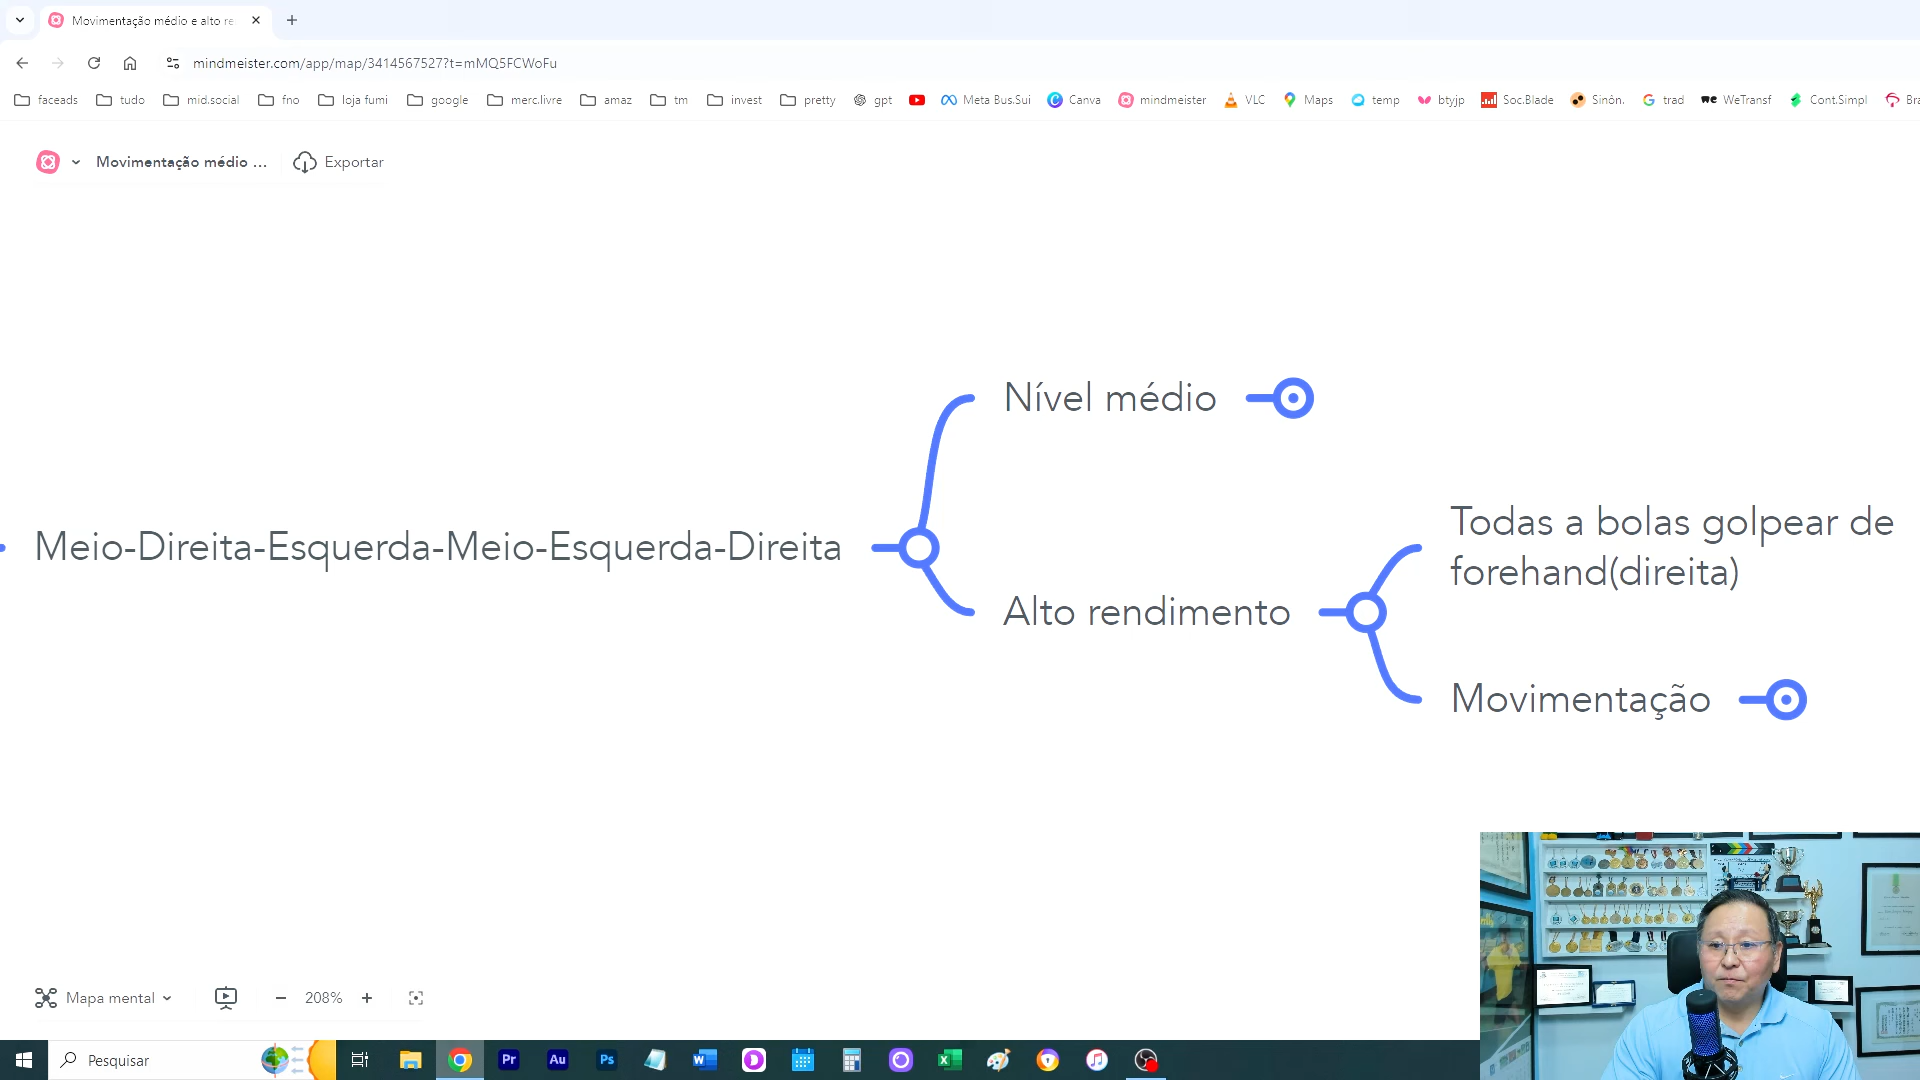 Movimentação médio e alto re
mindmeister.com/app/map/3414567527?t=mMQ5FCWoFu
faceads tudo mid.social fno loja fumi google merc.livre amaz tm invest pretty gpt Meta Bus.Sui Canva mindmeister VLC Maps temp btyjp Soc.Blade Sinôn. trad WeTransf Cont.Simpl Bra
Movimentação médio ... Exportar
Nível médio
Todas a bolas golpear de
forehand(direita)
Meio-Direita-Esquerda-Meio-Esquerda-Direita
Alto rendimento
Movimentação
Mapa mental 208%
Pesquisar